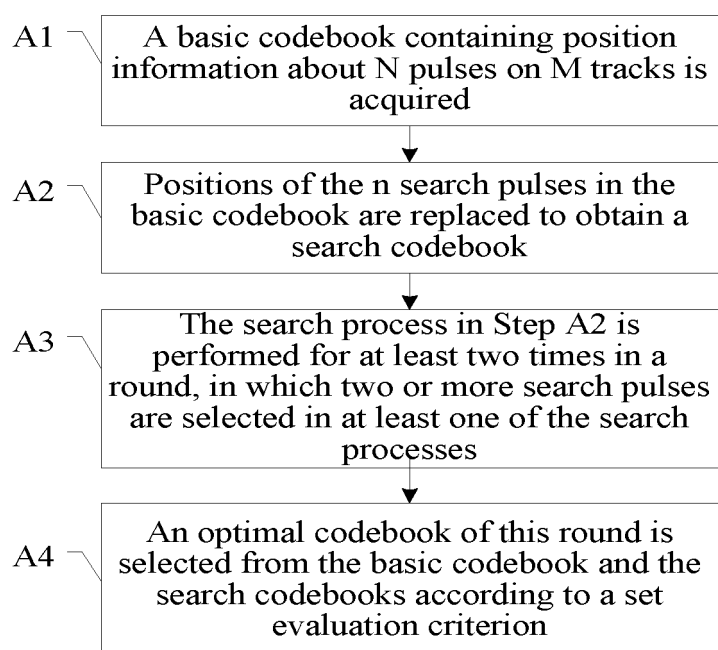 A1
A basic codebook containing position
information about N pulses on M tracks is
acquired
A2
Positions of the n search pulses in the
basic codebook are replaced to obtain a
search codebook
A3
The search process in Step A2 is
performed for at least two times in a
round, in which two or more search pulses
are selected in at least one of the search
processes
A4
An optimal codebook of this round is
selected from the basic codebook and the
search codebooks according to a set
evaluation criterion